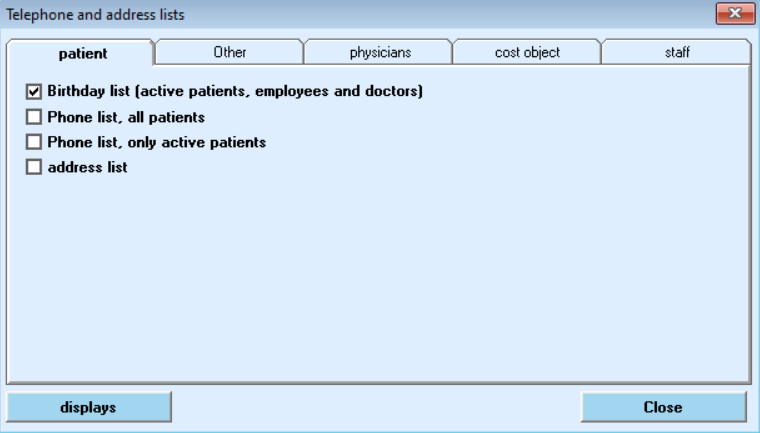 Telephone and address lists
patient Other physicians cost object staff
Birthday list (active patients, employees and doctors)
Phone list, all patients
Phone list, only active patients
address list
displays Close